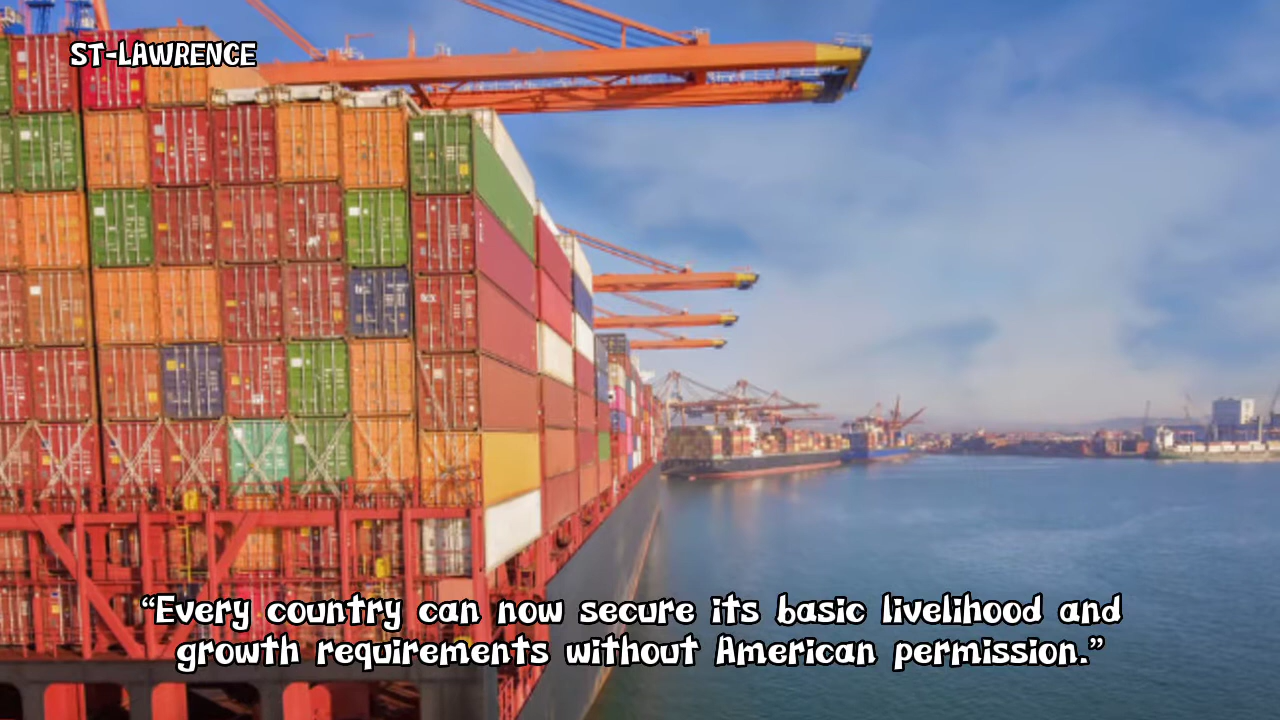 ST-LAWRENCE
“Every country can now secure its basic livelihood and
growth requirements without American permission.”